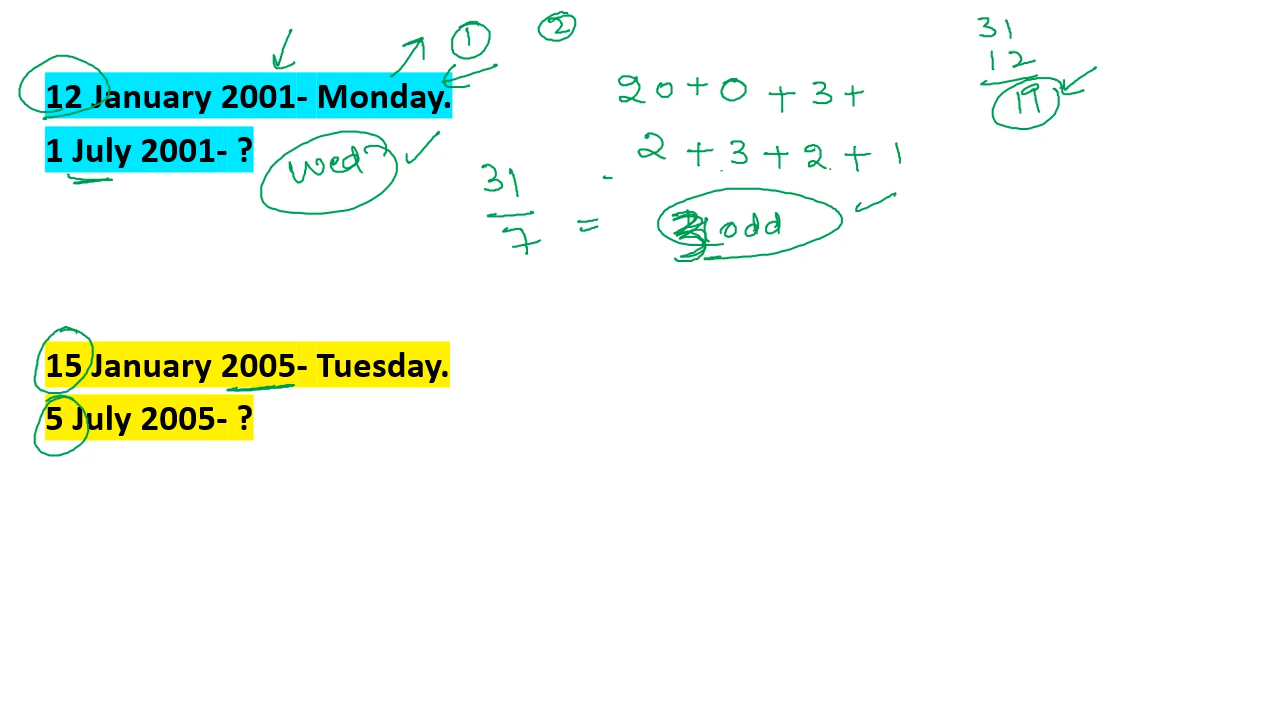 1 2
12 January 2001- Monday.
1 July 2001- ?
Wed
31
12
19
20 + 0 + 3 +
2 + 3 + 2 + 1
31
7
= 3 odd
15 January 2005- Tuesday.
5 July 2005- ?